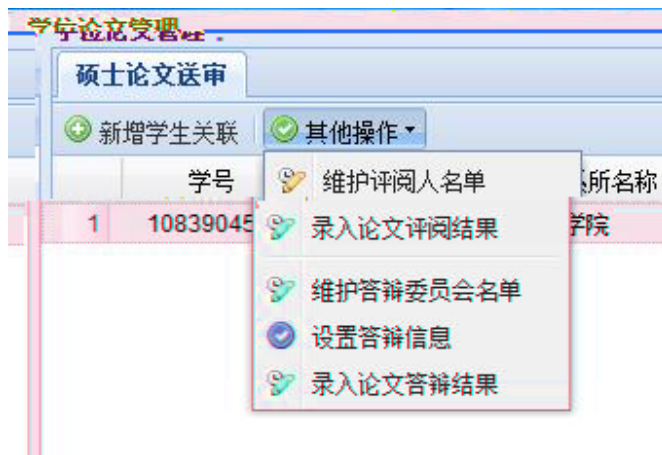 学位论文管理
硕士论文送审
新增学生关联 其他操作
学号 所名称
1 10839045 学院
维护评阅人名单
录入论文评阅结果
维护答辩委员会名单
设置答辩信息
录入论文答辩结果